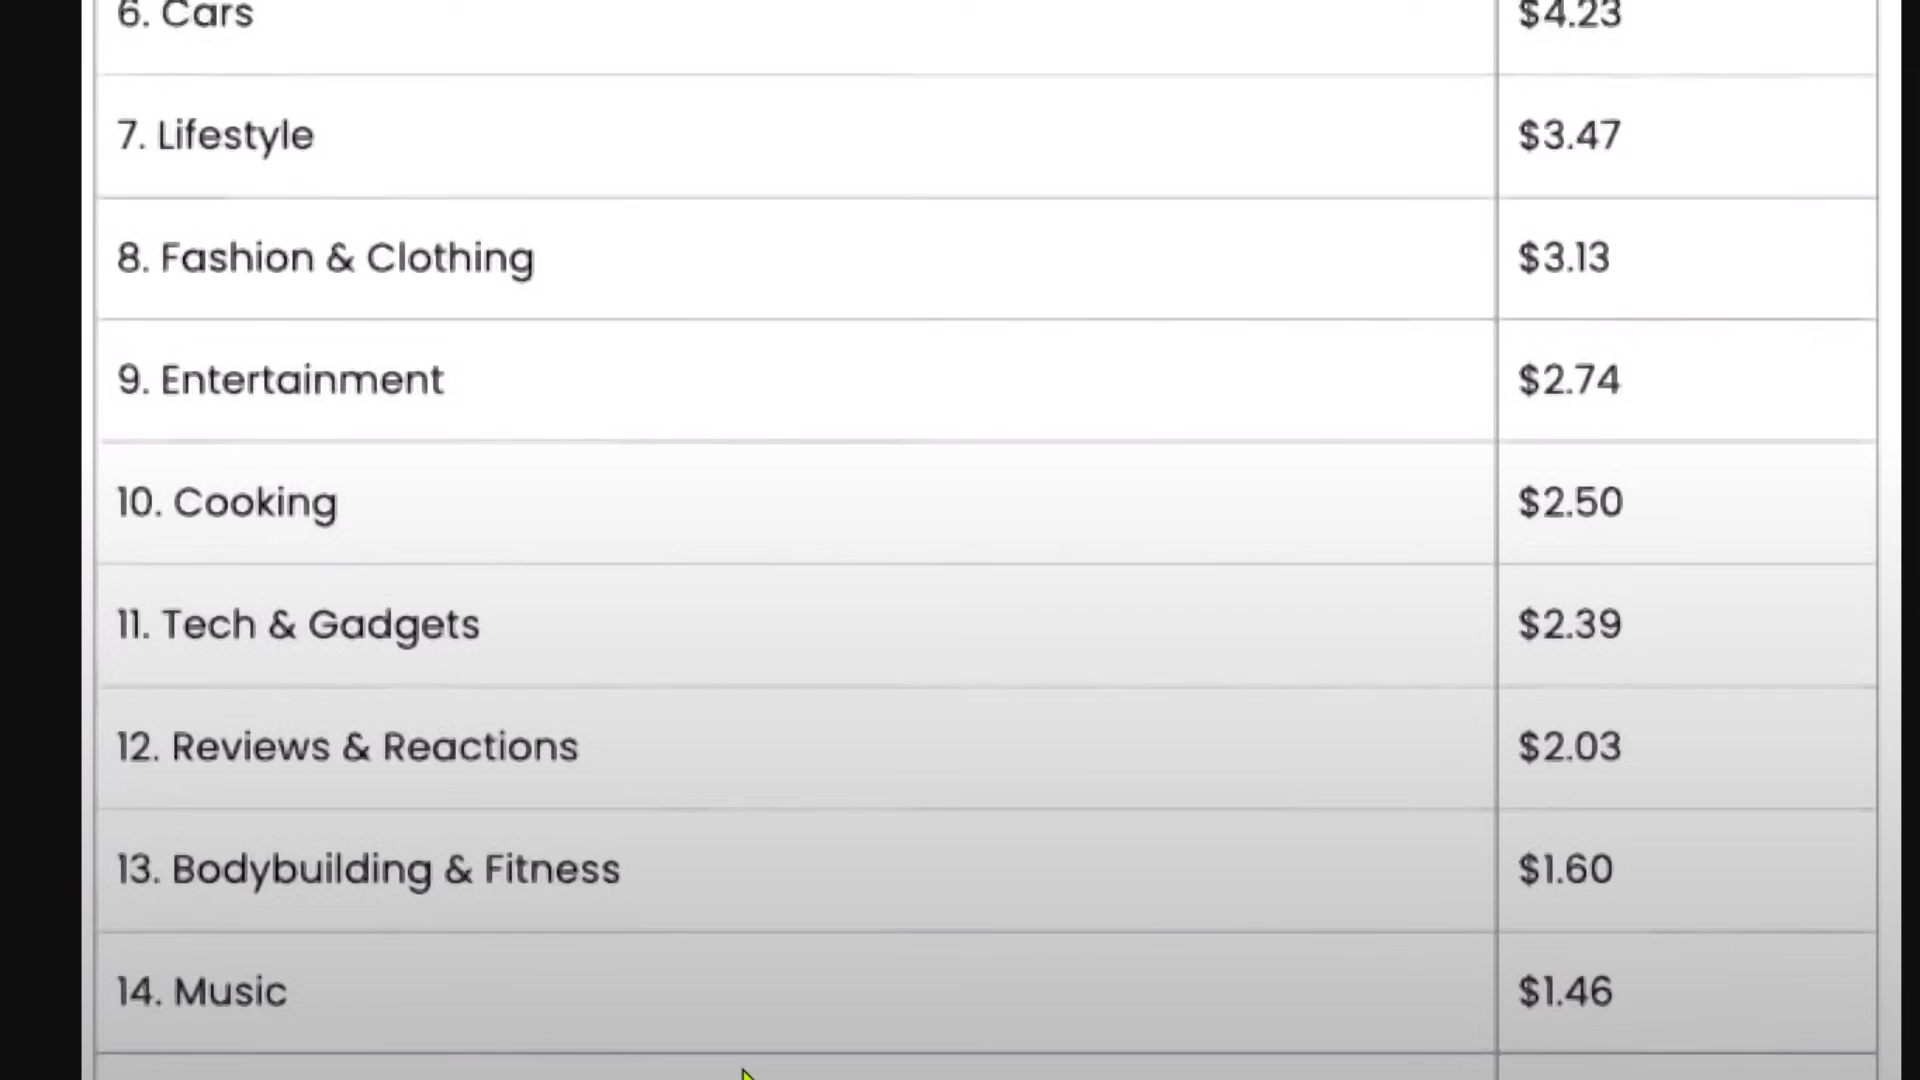 6. Cars $4.23
7. Lifestyle $3.47
8. Fashion & Clothing $3.13
9. Entertainment $2.74
10. Cooking $2.50
11. Tech & Gadgets $2.39
12. Reviews & Reactions $2.03
13. Bodybuilding & Fitness $1.60
14. Music $1.46